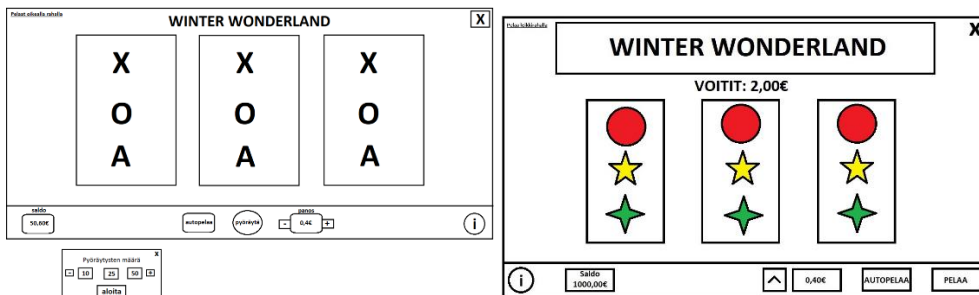 Pelaat oikealla rahalla
WINTER WONDERLAND
X
X X X
O O O
A A A
saldo
50,60€
autopelaa
pyöräytä
panos
- 0,4€ +
i
Pyöräytysten määrä
X
- 10 25 50 +
aloita
X
WINTER WONDERLAND
VOITIT: 2,00€
i
Saldo
1000,00€
0,40€
AUTOPELAA
PELAA